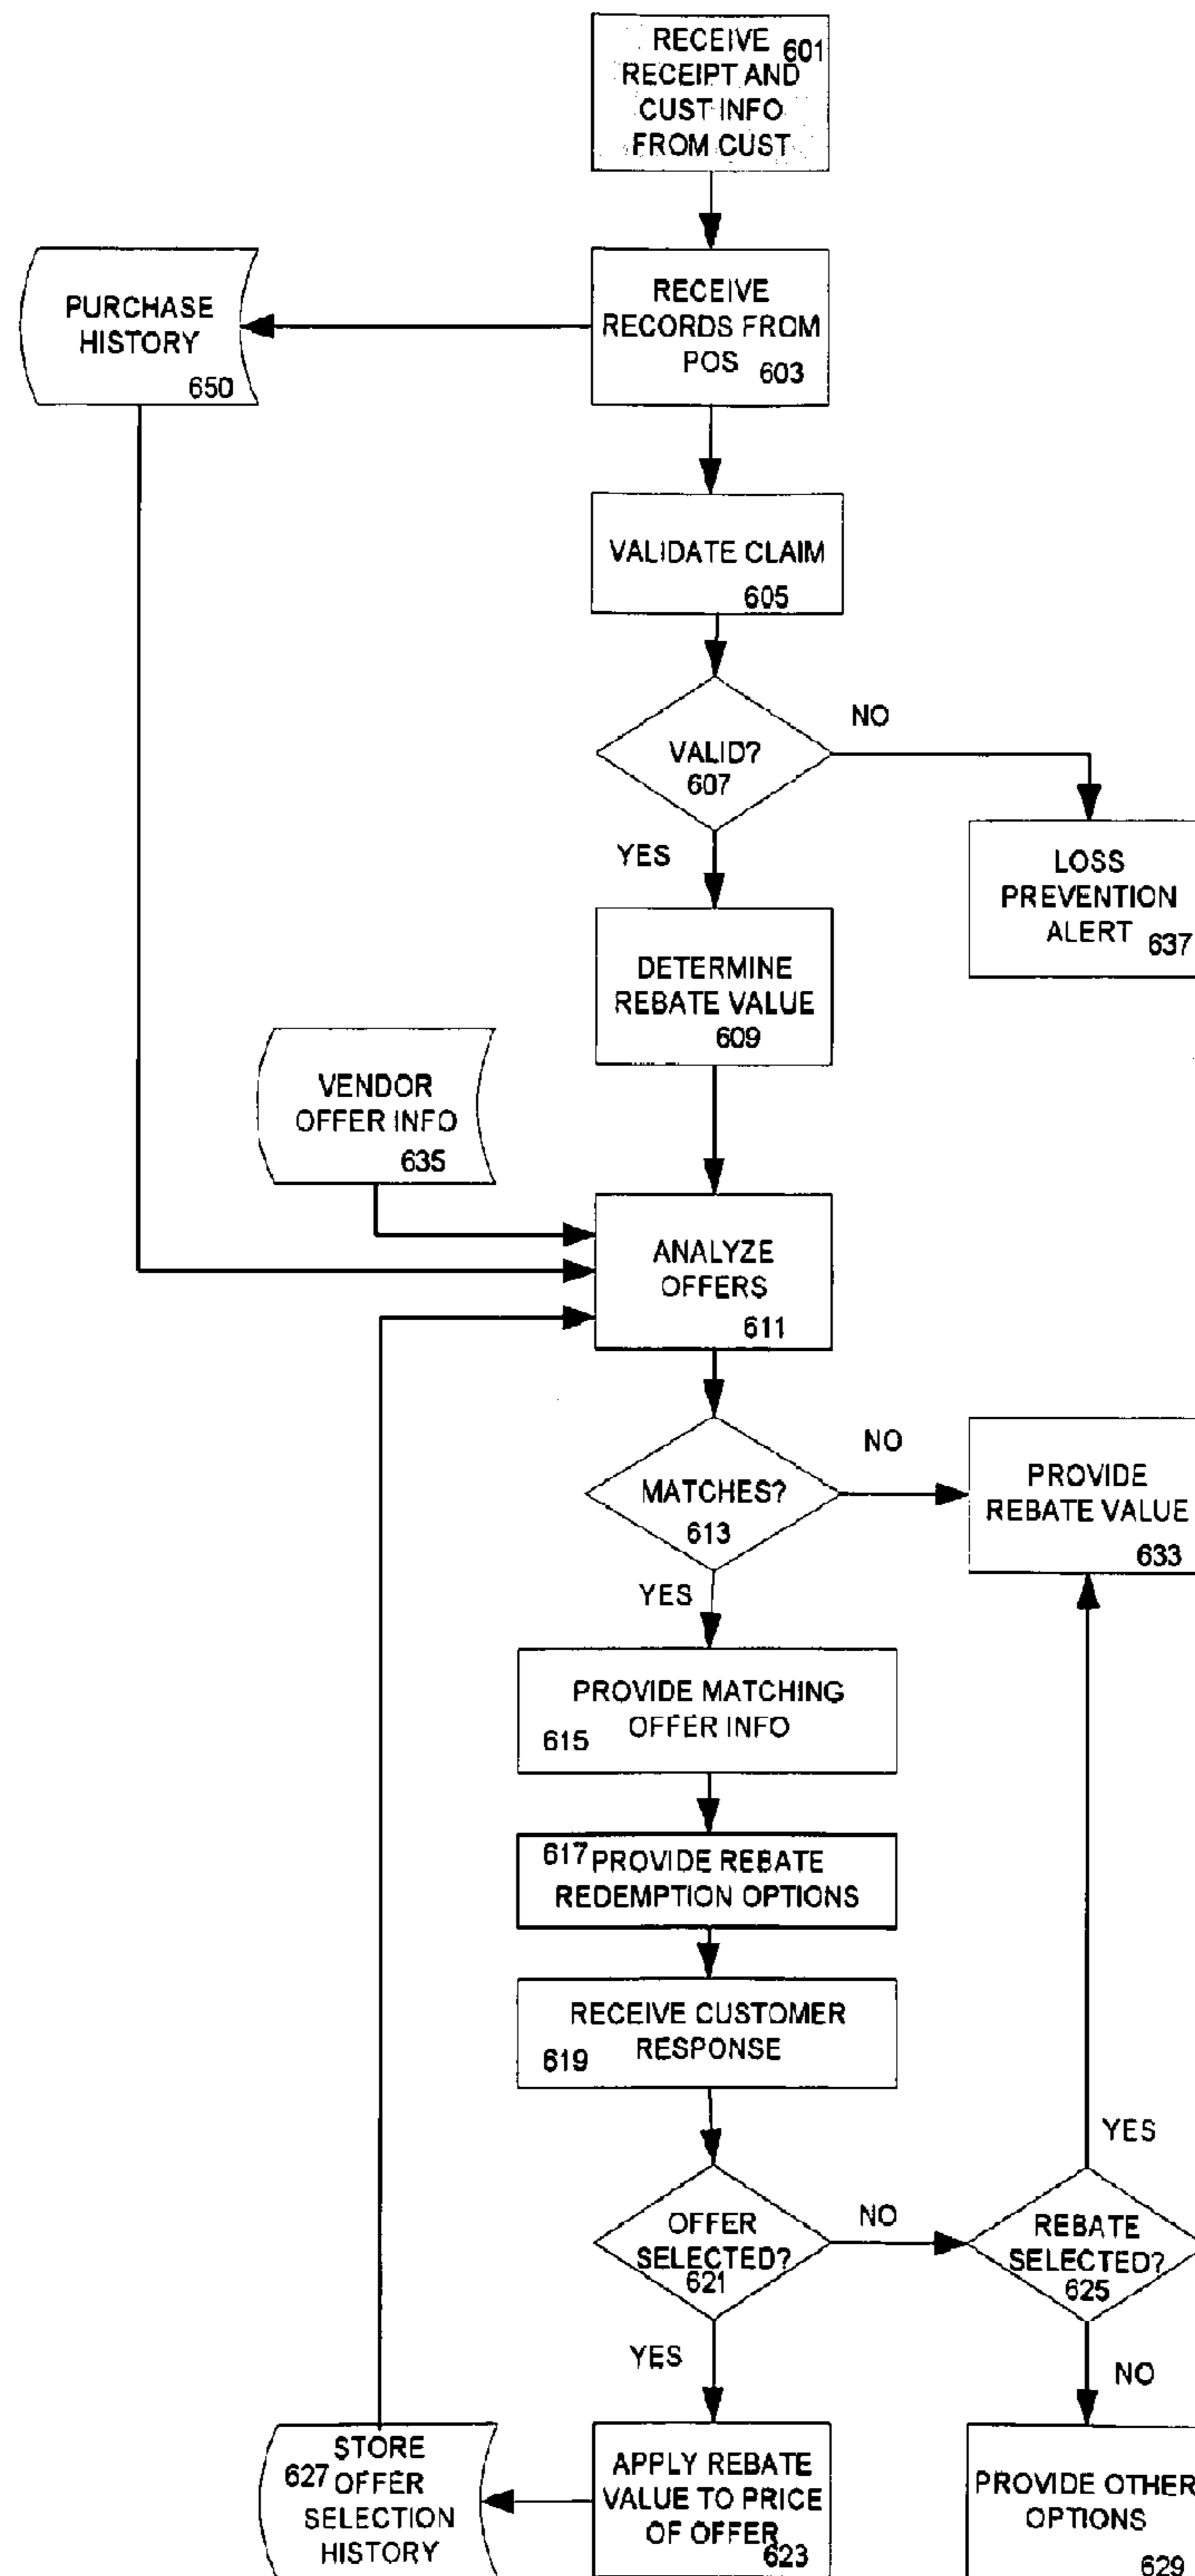 RECEIVE 601
RECEIPT AND
CUST INFO
FROM CUST
PURCHASE
HISTORY
650
RECEIVE
RECORDS FROM
POS 603
VALIDATE CLAIM
605
VALID?
607
NO
YES
LOSS
PREVENTION
ALERT 637
DETERMINE
REBATE VALUE
609
VENDOR
OFFER INFO
635
ANALYZE
OFFERS
611
MATCHES?
613
NO
YES
PROVIDE
REBATE VALUE
633
PROVIDE MATCHING
OFFER INFO
615
617 PROVIDE REBATE
REDEMPTION OPTIONS
RECEIVE CUSTOMER
RESPONSE
619
OFFER
SELECTED?
621
NO
YES
REBATE
SELECTED?
625
YES
NO
STORE
627 OFFER
SELECTION
HISTORY
APPLY REBATE
VALUE TO PRICE
OF OFFER
623
PROVIDE OTHER
OPTIONS
629